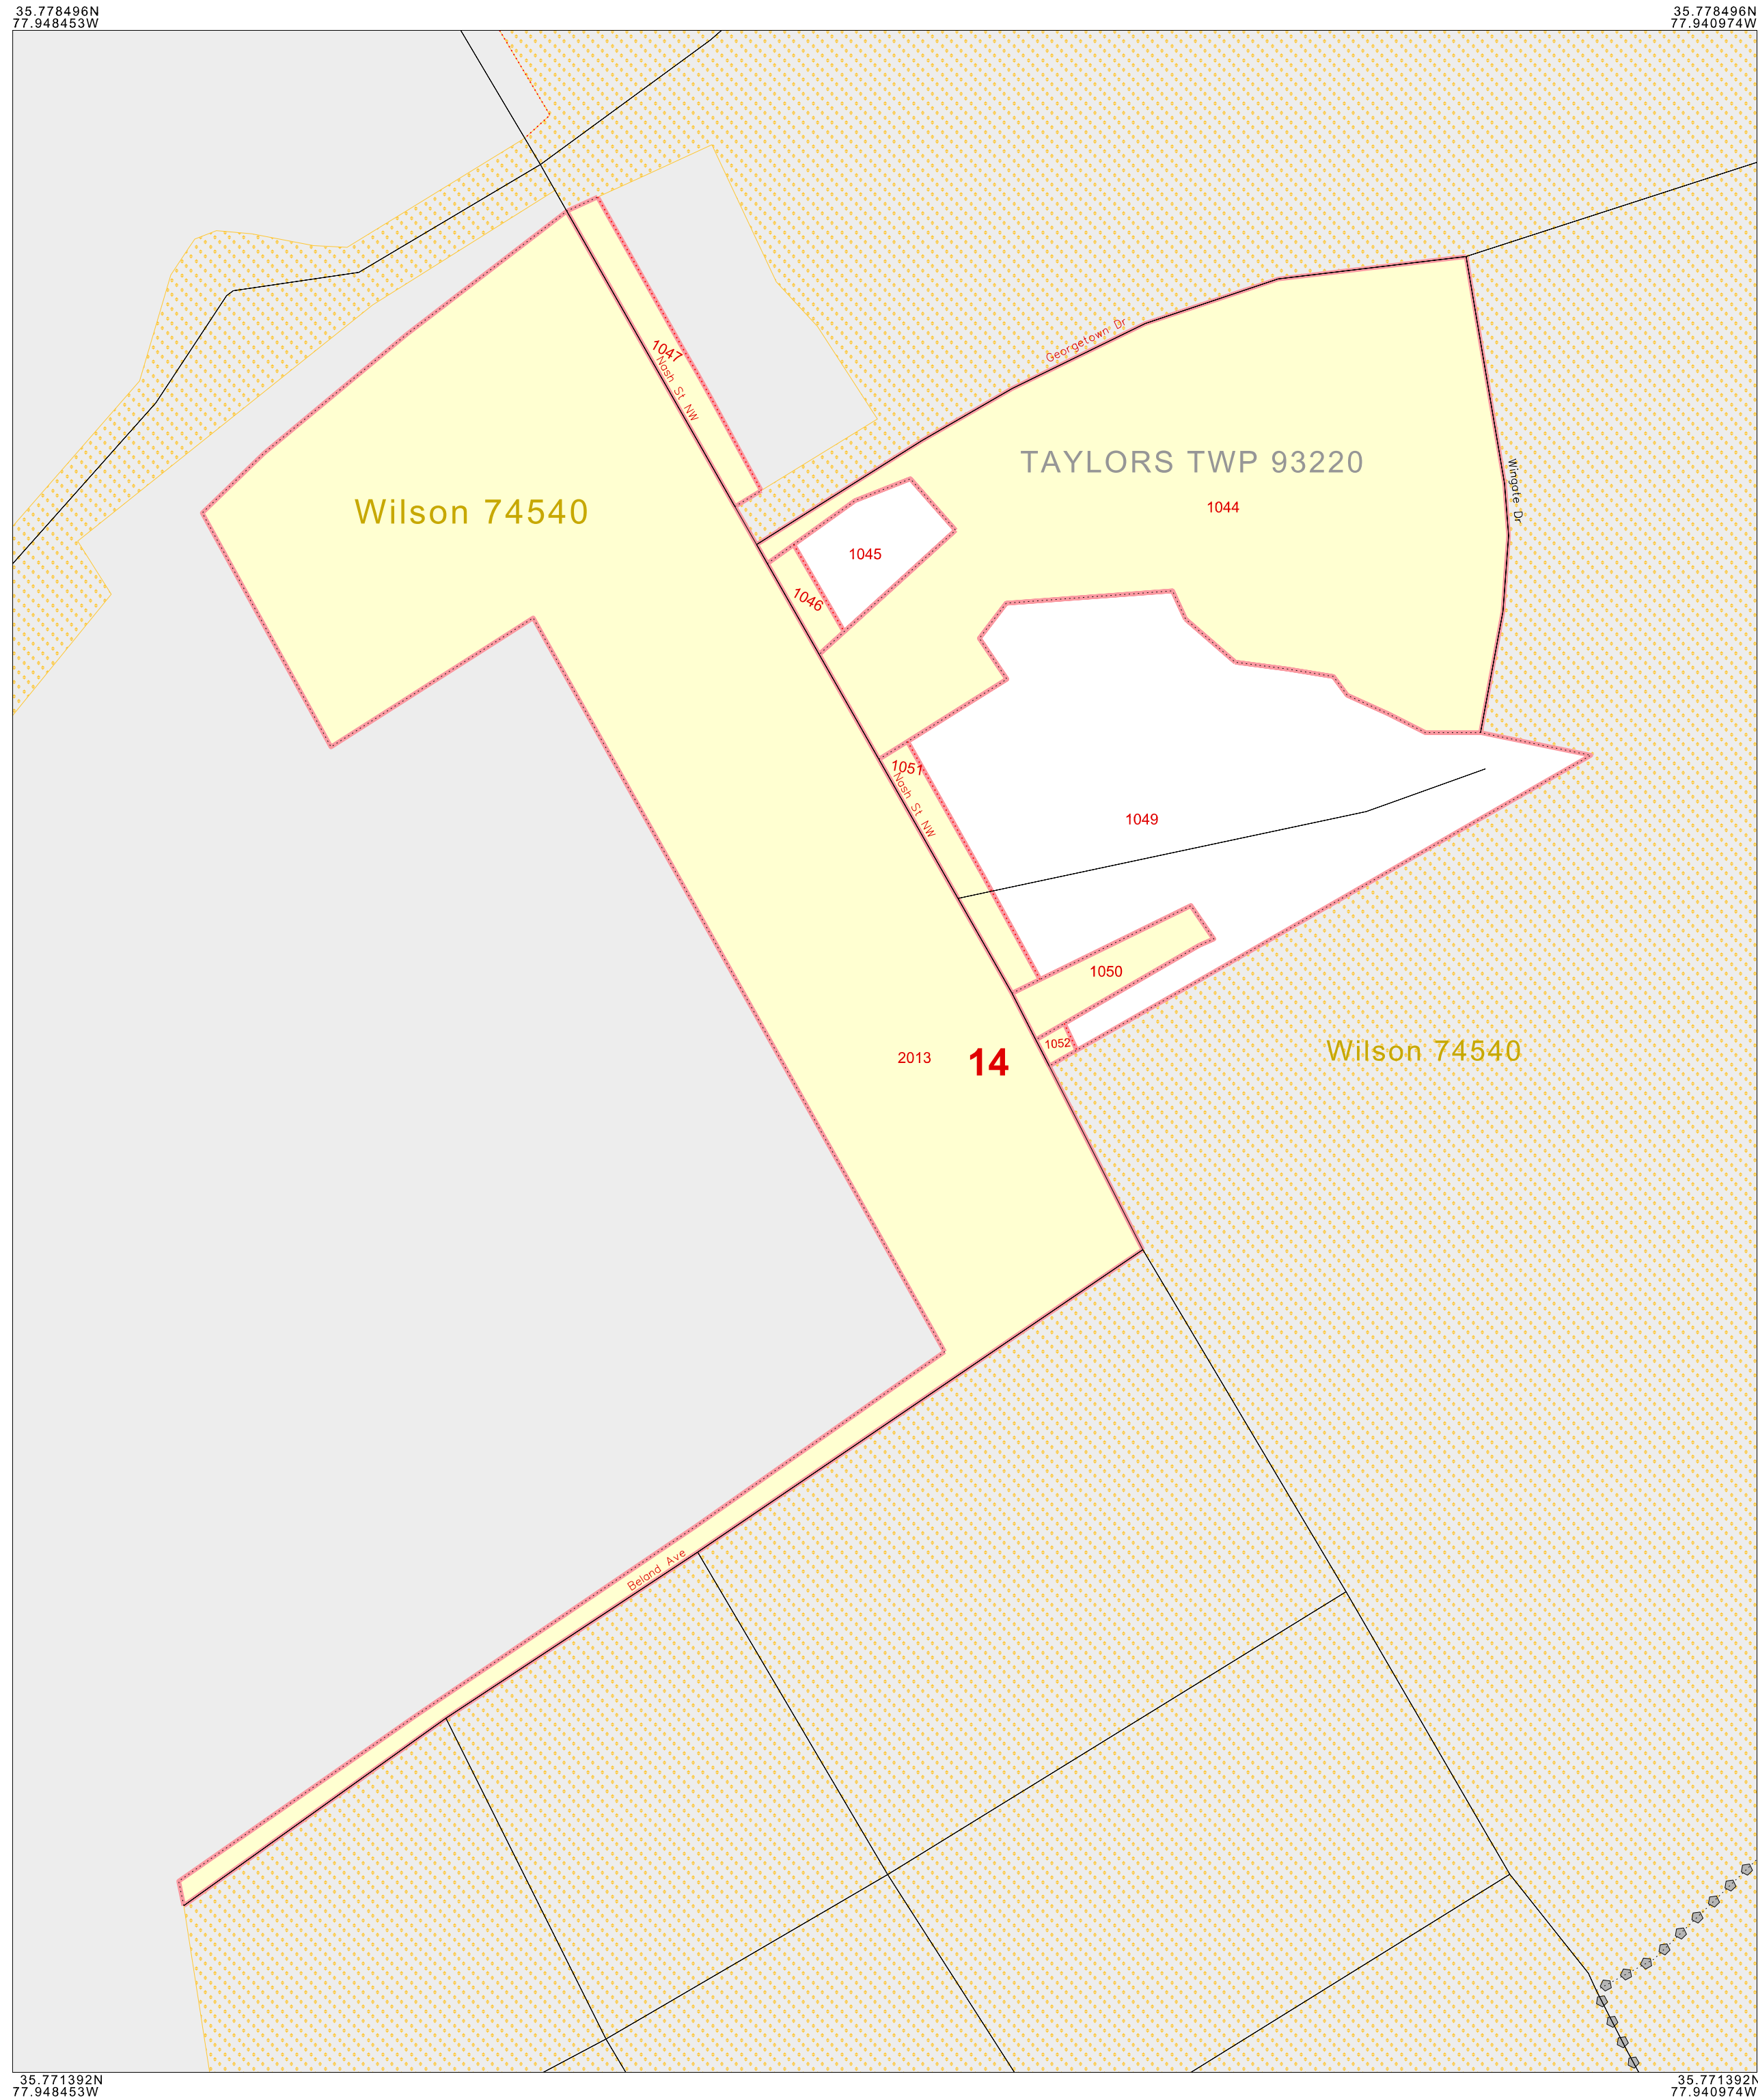 35.778496N
77.948453W
35.778496N
77.940974W
Georgetown Dr
1047
Nash St NW
TAYLORS TWP 93220
Wilson 74540
1044
Wingate Dr
1045
1046
1051
Nash St NW
1049
1050
1052
2013
14
Wilson 74540
Beland Ave
35.771392N
77.948453W
35.771392N
77.940974W